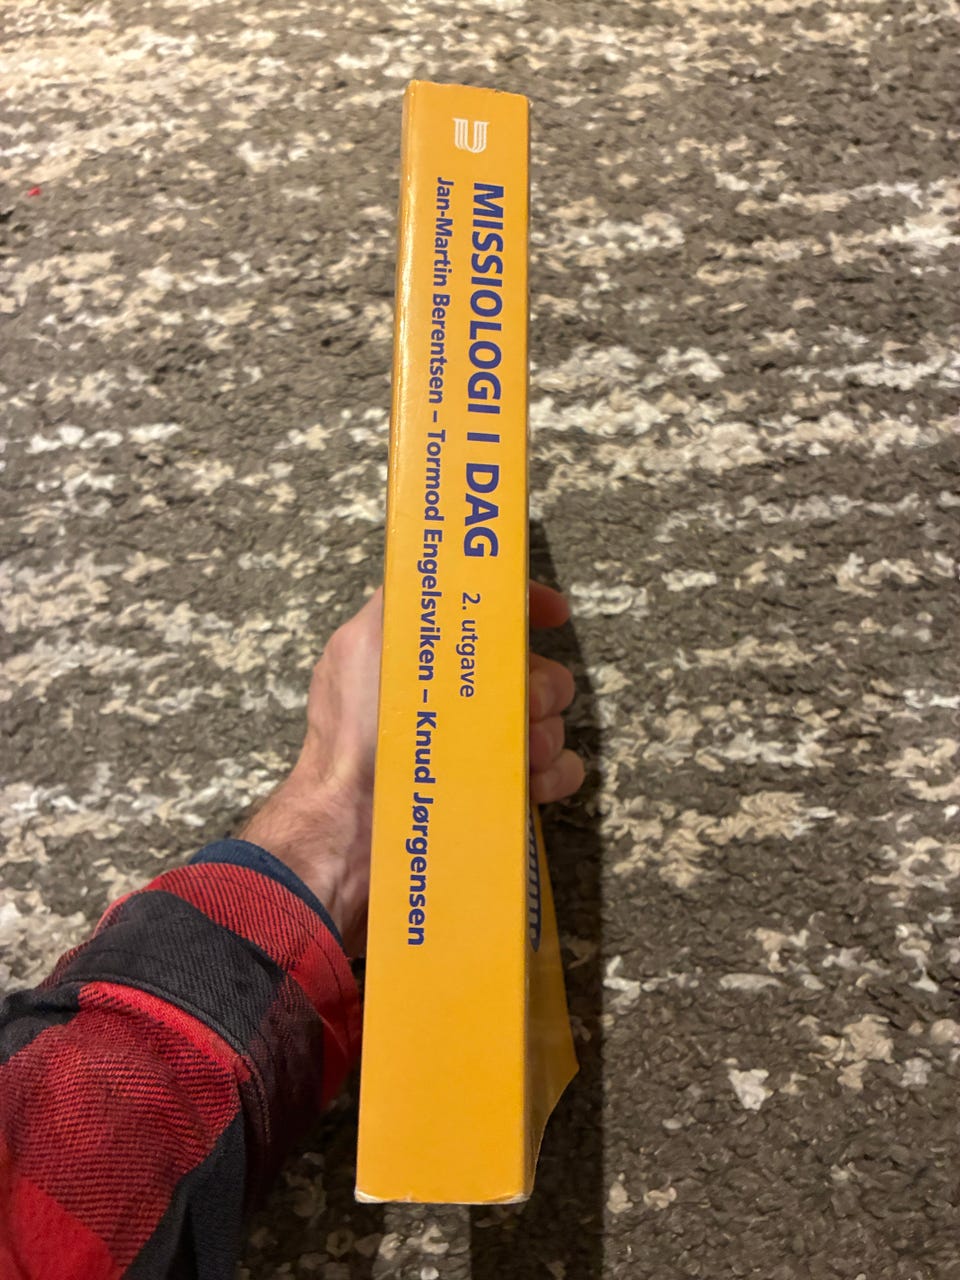 MISSIOLOGI I DAG 2. utgave
Jan-Martin Berentsen – Tormod Engelsviken – Knud Jørgensen